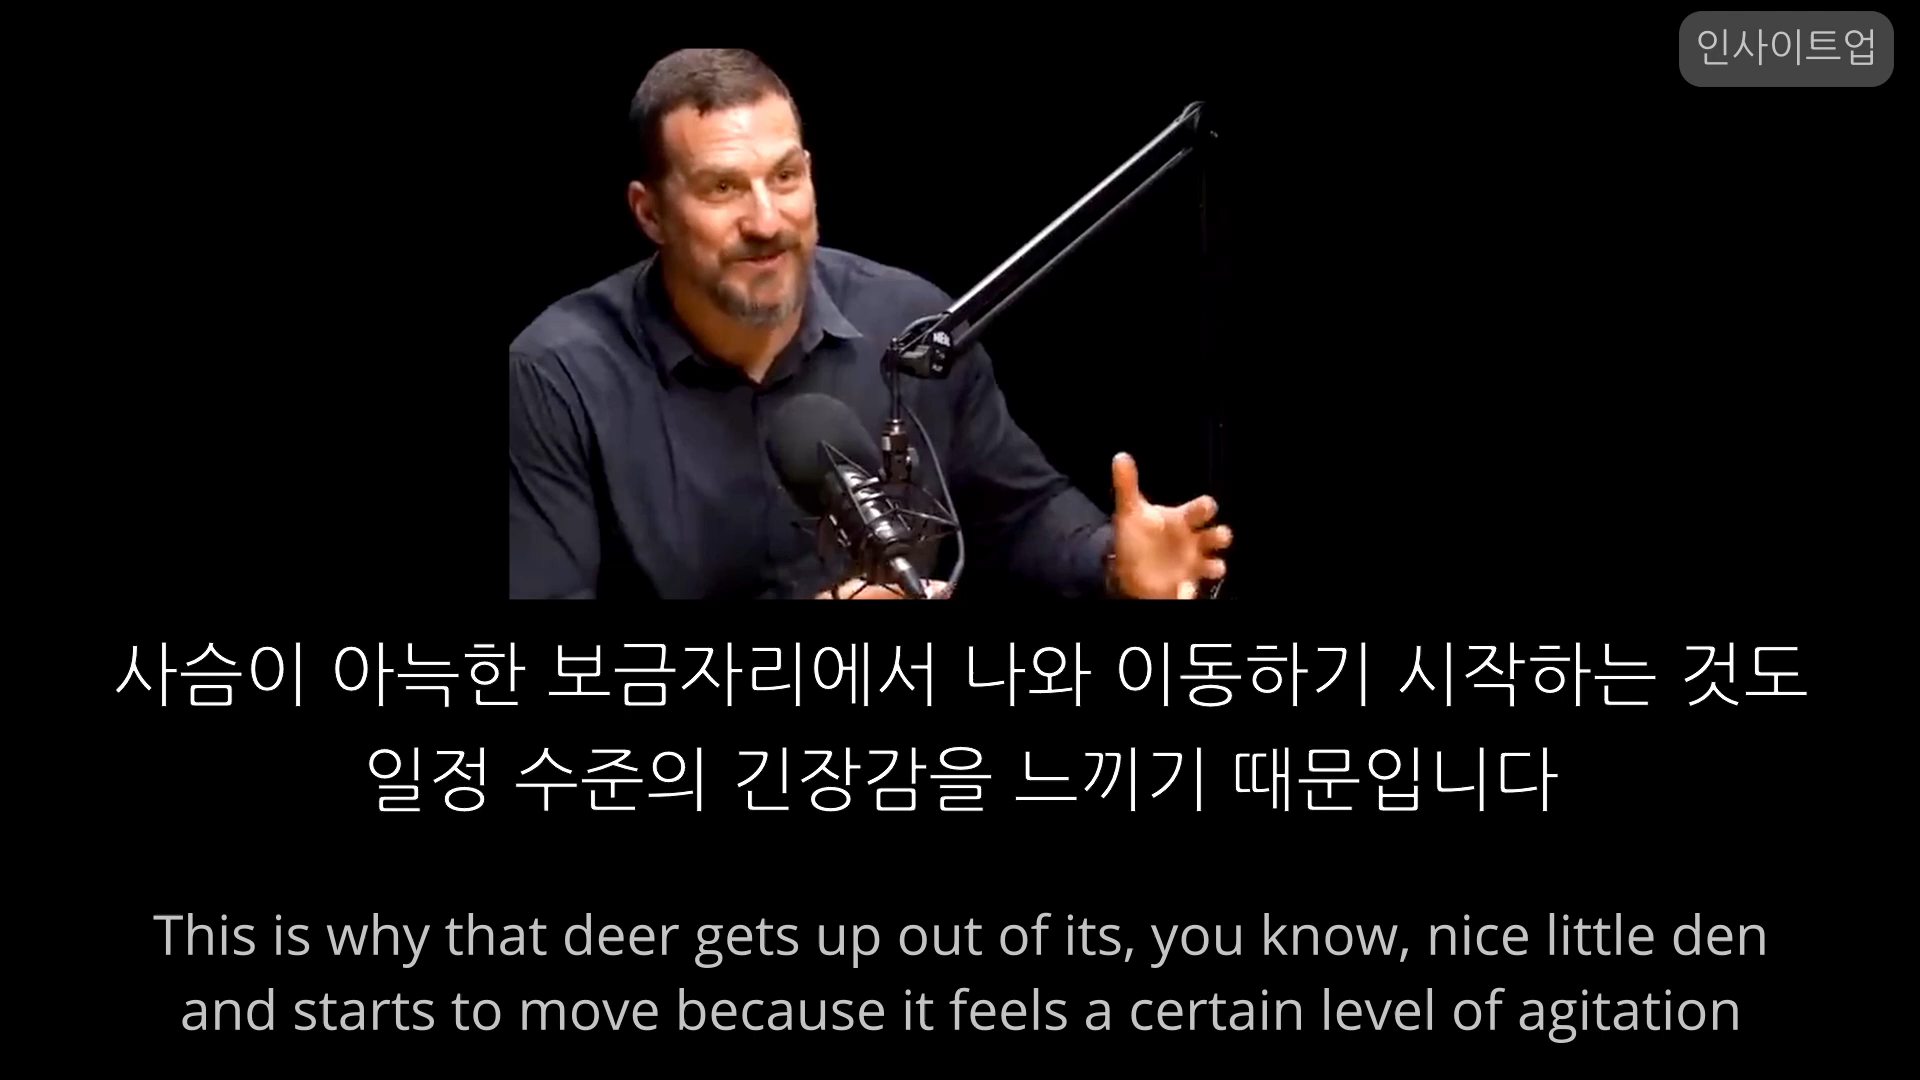 인사이트업
사슴이 아늑한 보금자리에서 나와 이동하기 시작하는 것도
일정 수준의 긴장감을 느끼기 때문입니다
This is why that deer gets up out of its, you know, nice little den
and starts to move because it feels a certain level of agitation